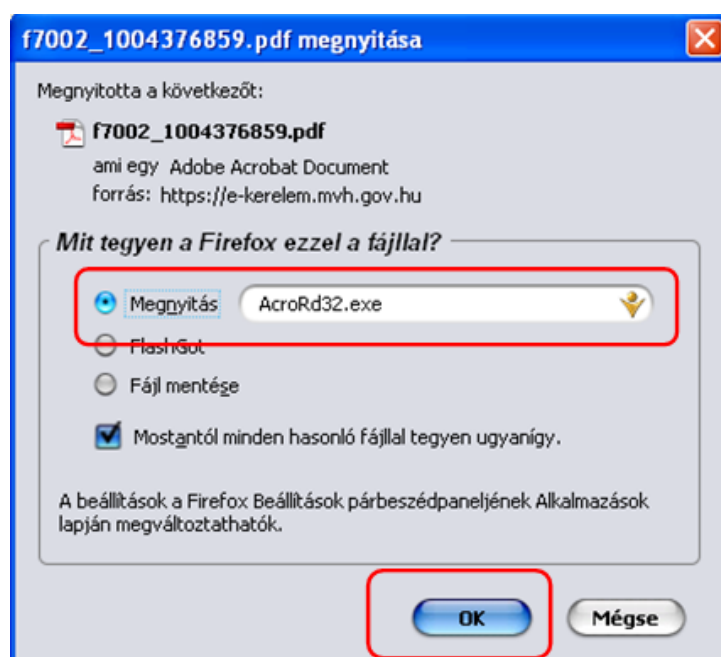 f7002_1004376859.pdf megnyitása
Megnyitotta a következőt:
f7002_1004376859.pdf
ami egy Adobe Acrobat Document
forrás: https://e-kerelem.mvh.gov.hu
Mit tegyen a Firefox ezzel a fájllal?
Megnyitás AcroRd32.exe
FlashGot
Fájl mentése
Mostantól minden hasonló fájllal tegyen ugyanígy.
A beállítások a Firefox Beállítások párbeszédpaneljének Alkalmazások
lapján megváltoztathatók.
OK Mégse